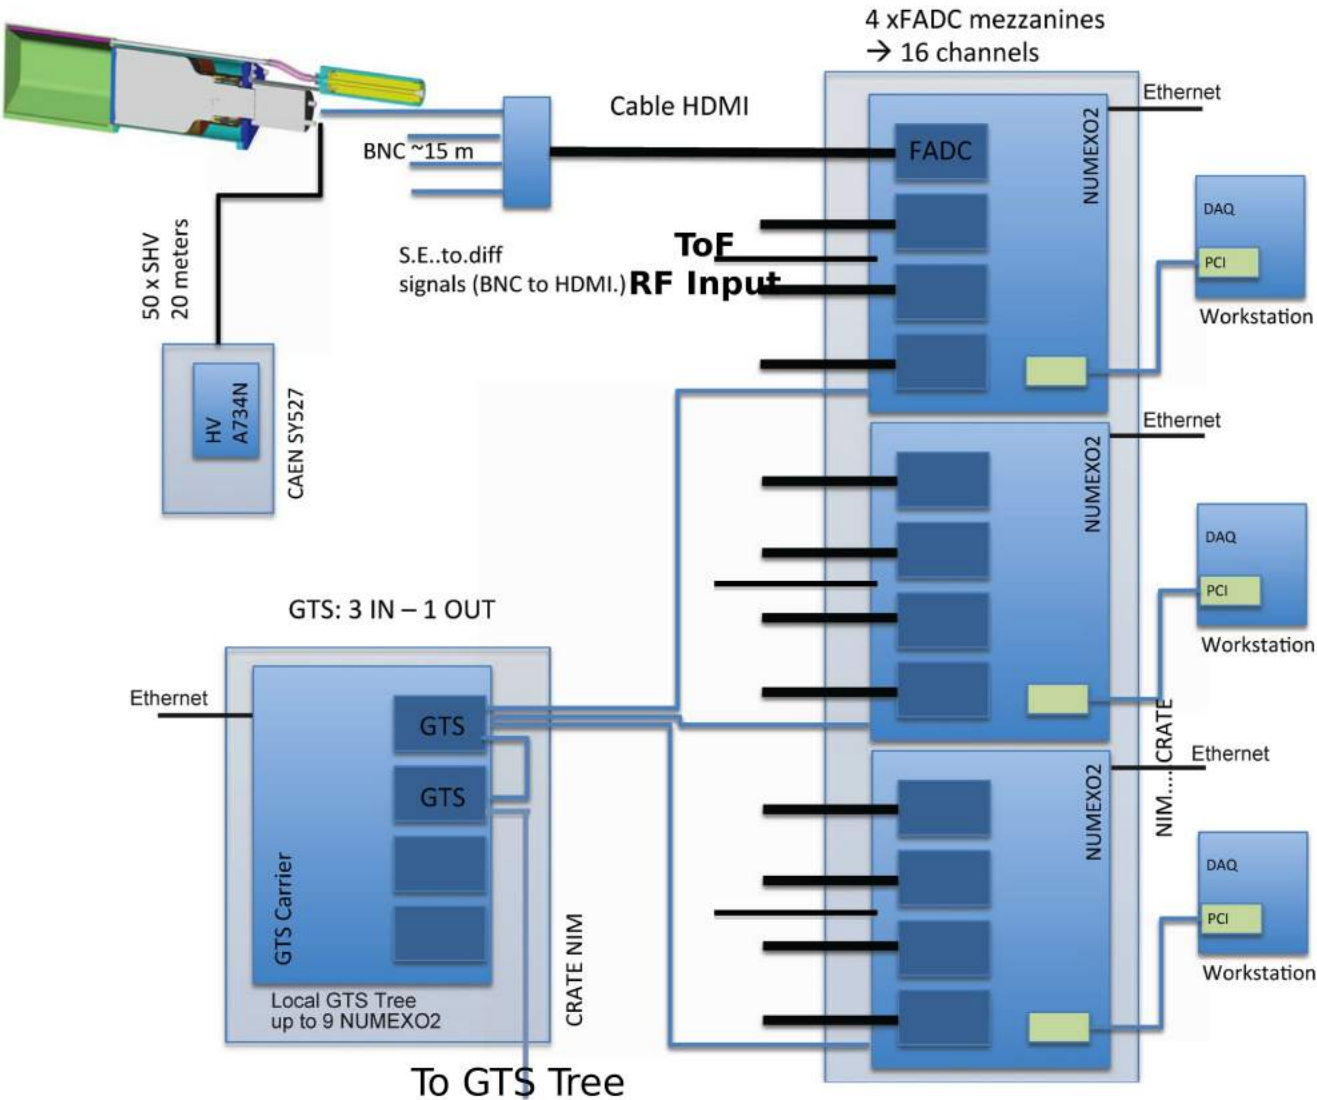 4 xFADC mezzanines
→ 16 channels
Cable HDMI
Ethernet
NUMEXO2
FADC
BNC ~15 m
DAQ
PCI
Workstation
50 x SHV
20 meters
S.E..to.diff
signals (BNC to HDMI.)
ToF
RF Input
HV
A734N
CAEN SY527
Ethernet
NUMEXO2
DAQ
PCI
Workstation
GTS: 3 IN – 1 OUT
Ethernet
GTS
GTS
GTS Carrier
Local GTS Tree
up to 9 NUMEXO2
CRATE NIM
To GTS Tree
NIM.....CRATE
Ethernet
NUMEXO2
DAQ
PCI
Workstation